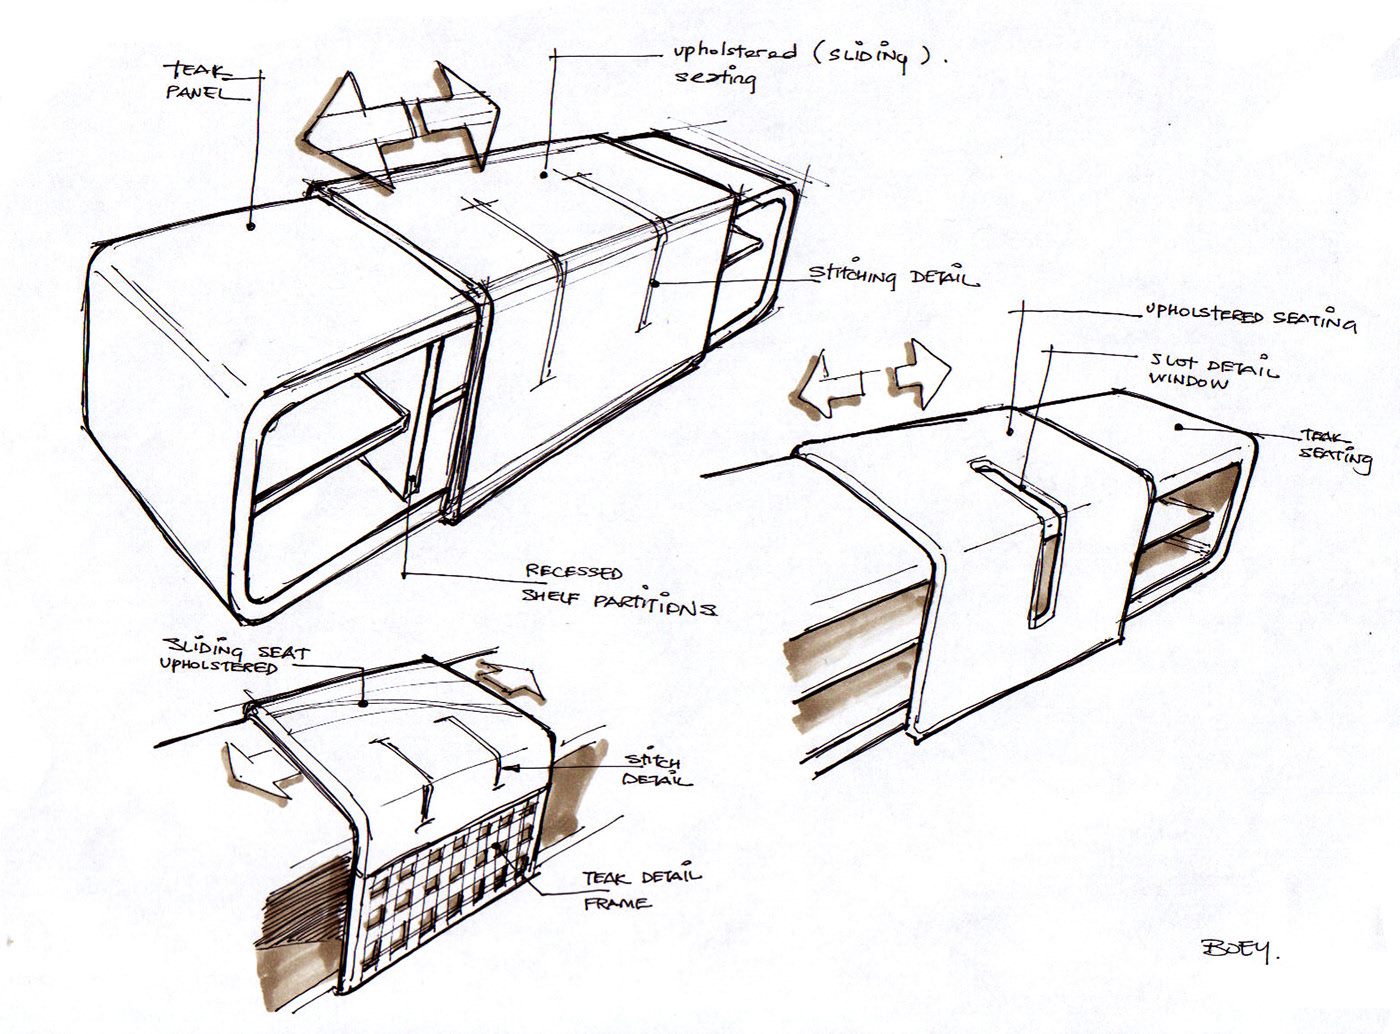 TEAK
PANEL
upholstered (SLIDING).
seating
STITCHING DETAIL
RECESSED
SHELF PARTITIONS
UPHOLSTERED SEATING
SLOT DETAIL
WINDOW
TEAK
SEATING
SLIDING SEAT
UPHOLSTERED
STITCH
DETAIL
TEAK DETAIL
FRAME
BOEY.